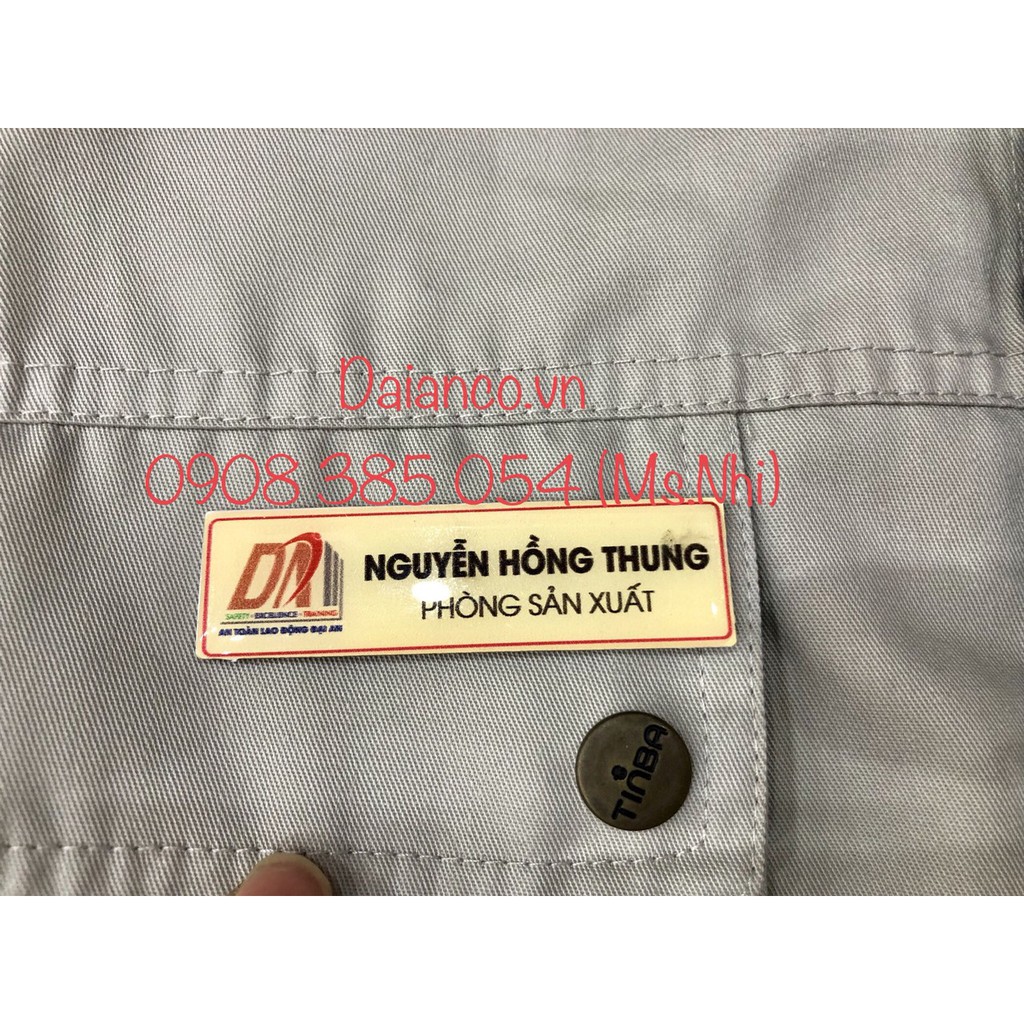 Daianco.vn
0908 385 054 (Ms.Nhi)
DAI
NGUYỄN HỒNG THUNG
PHÒNG SẢN XUẤT
SAFETY - EXCELLENCE - TRAINING
AN TOÀN LAO ĐỘNG ĐẠI AN
TINBA